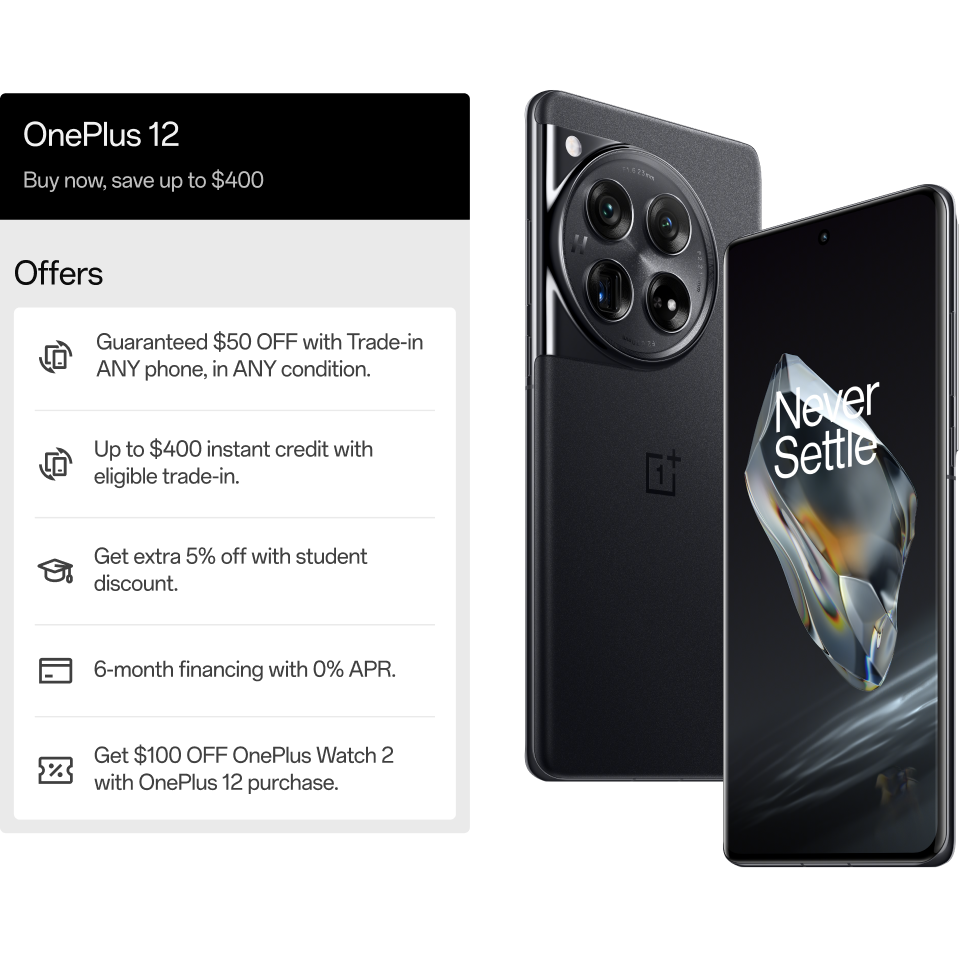 OnePlus 12
Buy now, save up to $400
Offers
Guaranteed $50 OFF with Trade-in
ANY phone, in ANY condition.
Up to $400 instant credit with
eligible trade-in.
Get extra 5% off with student
discount.
6-month financing with 0% APR.
Get $100 OFF OnePlus Watch 2
with OnePlus 12 purchase.
Never
Settle